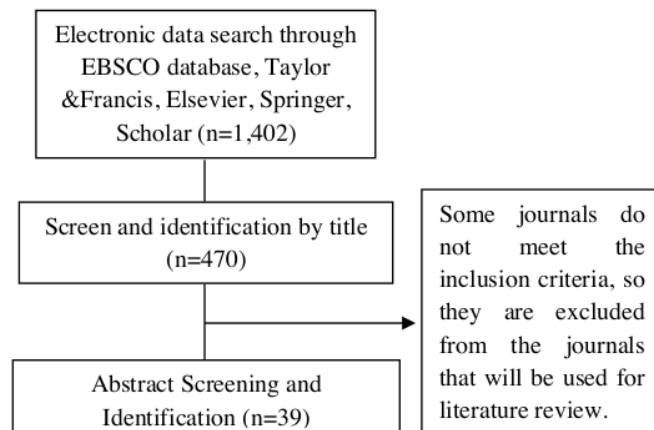 Electronic data search through
EBSCO database, Taylor
&Francis, Elsevier, Springer,
Scholar (n=1,402)
Screen and identification by title
(n=470)
Some journals do
not meet the
inclusion criteria, so
they are excluded
from the journals
that will be used for
literature review.
Abstract Screening and
Identification (n=39)